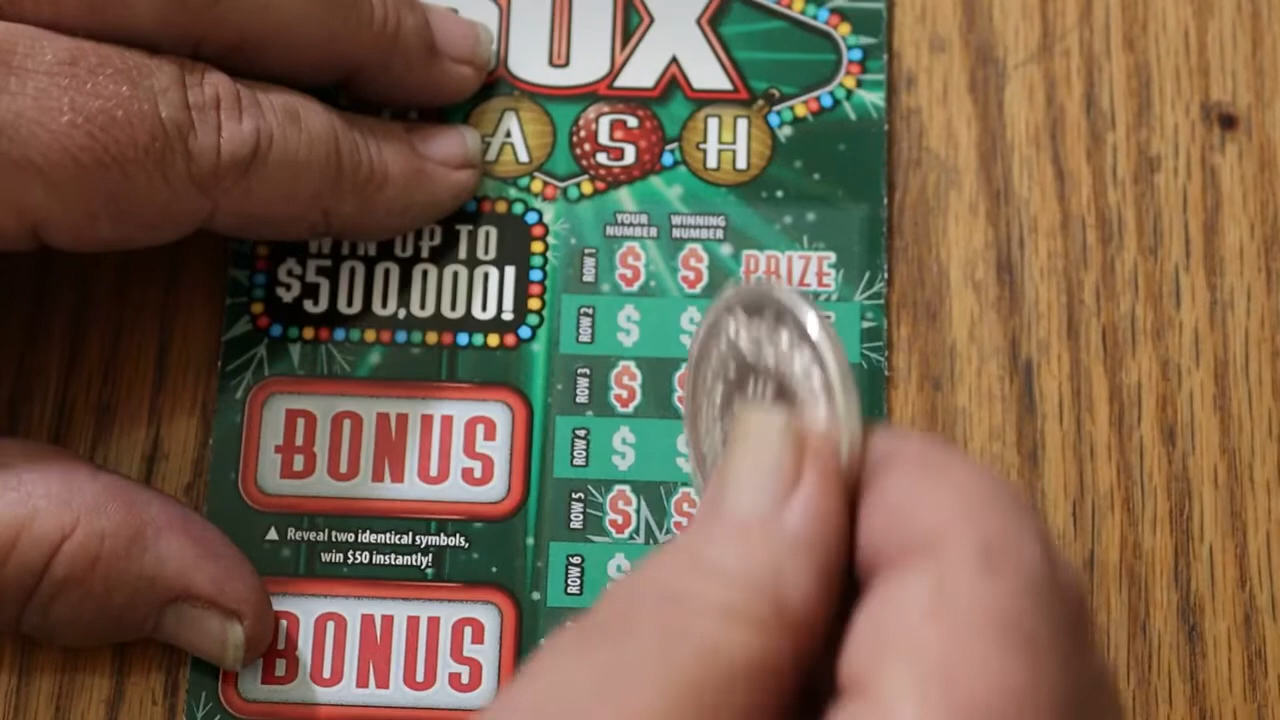 OUX
ASH
YOUR NUMBER
WINNING NUMBER
WIN UP TO
$500,000!
ROW 1 $ $ PRIZE
ROW 2 $ $
ROW 3 $ $
ROW 4 $ $
ROW 5 $ $
ROW 6 $
BONUS
▲ Reveal two identical symbols,
win $50 instantly!
BONUS